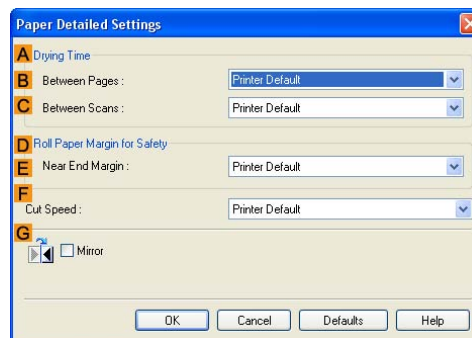 Paper Detailed Settings
A Drying Time
B Between Pages : Printer Default
C Between Scans : Printer Default
D Roll Paper Margin for Safety
E Near End Margin : Printer Default
F
Cut Speed : Printer Default
G
Mirror
OK Cancel Defaults Help